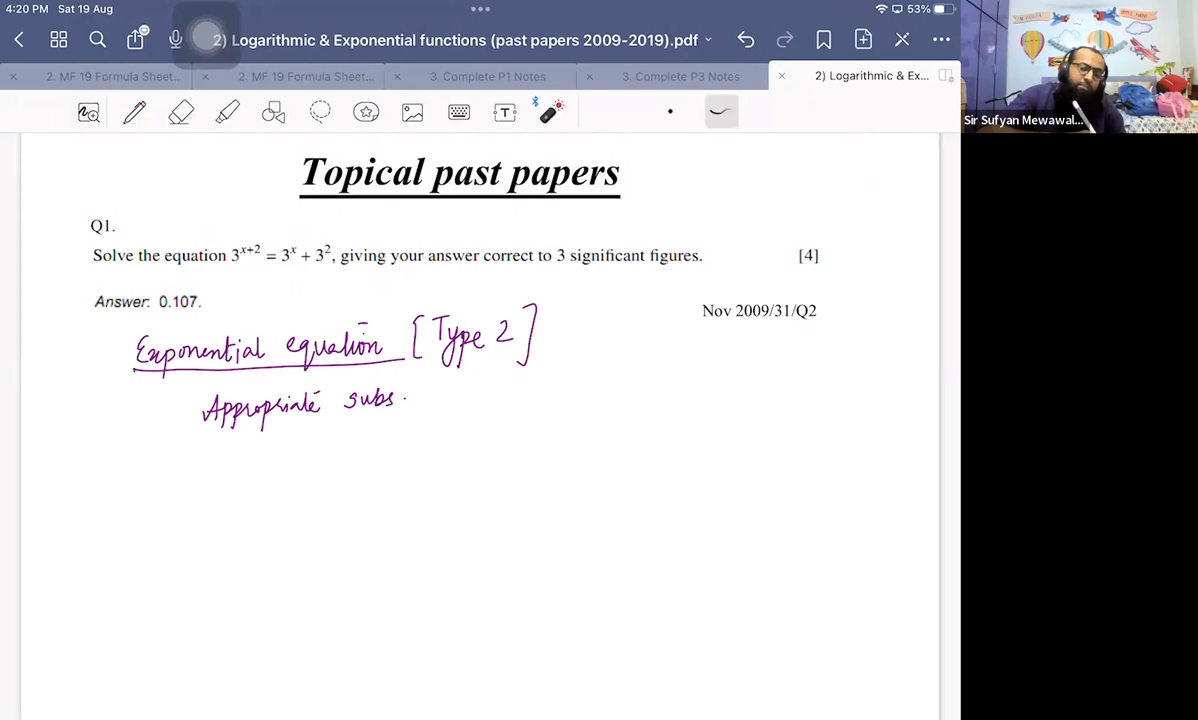 4:20 PM Sat 19 Aug
53%
2) Logarithmic & Exponential functions (past papers 2009-2019).pdf
2. MF 19 Formula Sheet...
2. MF 19 Formula Sheet...
3. Complete P1 Notes
3. Complete P3 Notes
2) Logarithmic & Ex...
Sir Sufyan Mewawal...
Topical past papers
Q1.
Solve the equation 3^{x+2} = 3^x + 3^2, giving your answer correct to 3 significant figures. [4]
Answer: 0.107.
Nov 2009/31/Q2
Exponential equation [Type 2]
Appropriate subs.